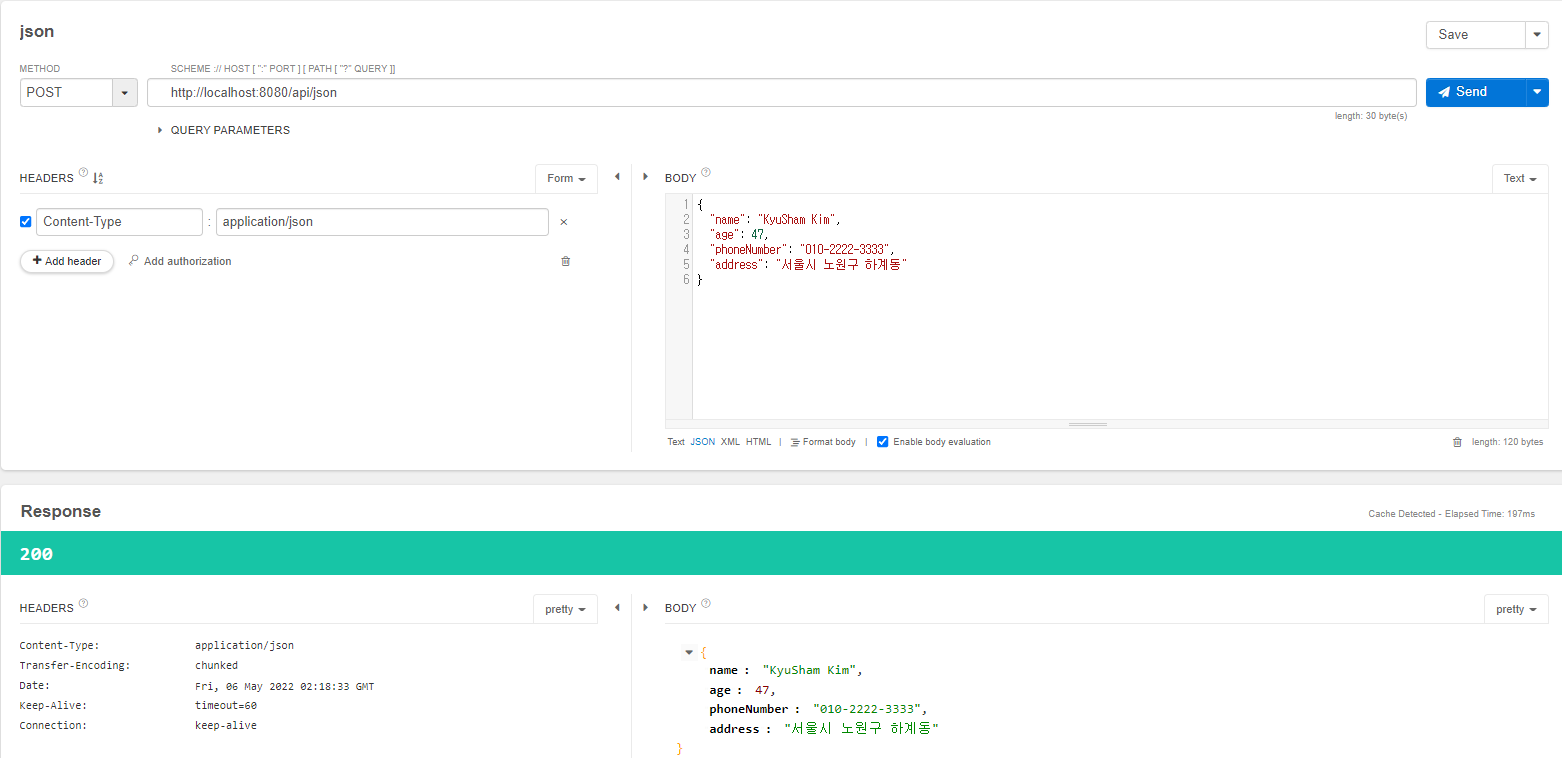 json
Save
METHOD
SCHEME :// HOST [ ":" PORT ] [ PATH [ "?" QUERY ]]
POST
http://localhost:8080/api/json
Send
length: 30 byte(s)
QUERY PARAMETERS
HEADERS ?
Form
BODY ?
Text
Content-Type : application/json ×
+ Add header
Add authorization
1 {
2 "name": "KyuSham Kim",
3 "age": 47,
4 "phoneNumber": "010-2222-3333",
5 "address": "서울시 노원구 하계동"
6 }
Text JSON XML HTML | Format body | Enable body evaluation
length: 120 bytes
Response
Cache Detected - Elapsed Time: 197ms
200
HEADERS ?
pretty
BODY ?
pretty
Content-Type: application/json
Transfer-Encoding: chunked
Date: Fri, 06 May 2022 02:18:33 GMT
Keep-Alive: timeout=60
Connection: keep-alive
{
name : "KyuSham Kim",
age : 47,
phoneNumber : "010-2222-3333",
address : "서울시 노원구 하계동"
}